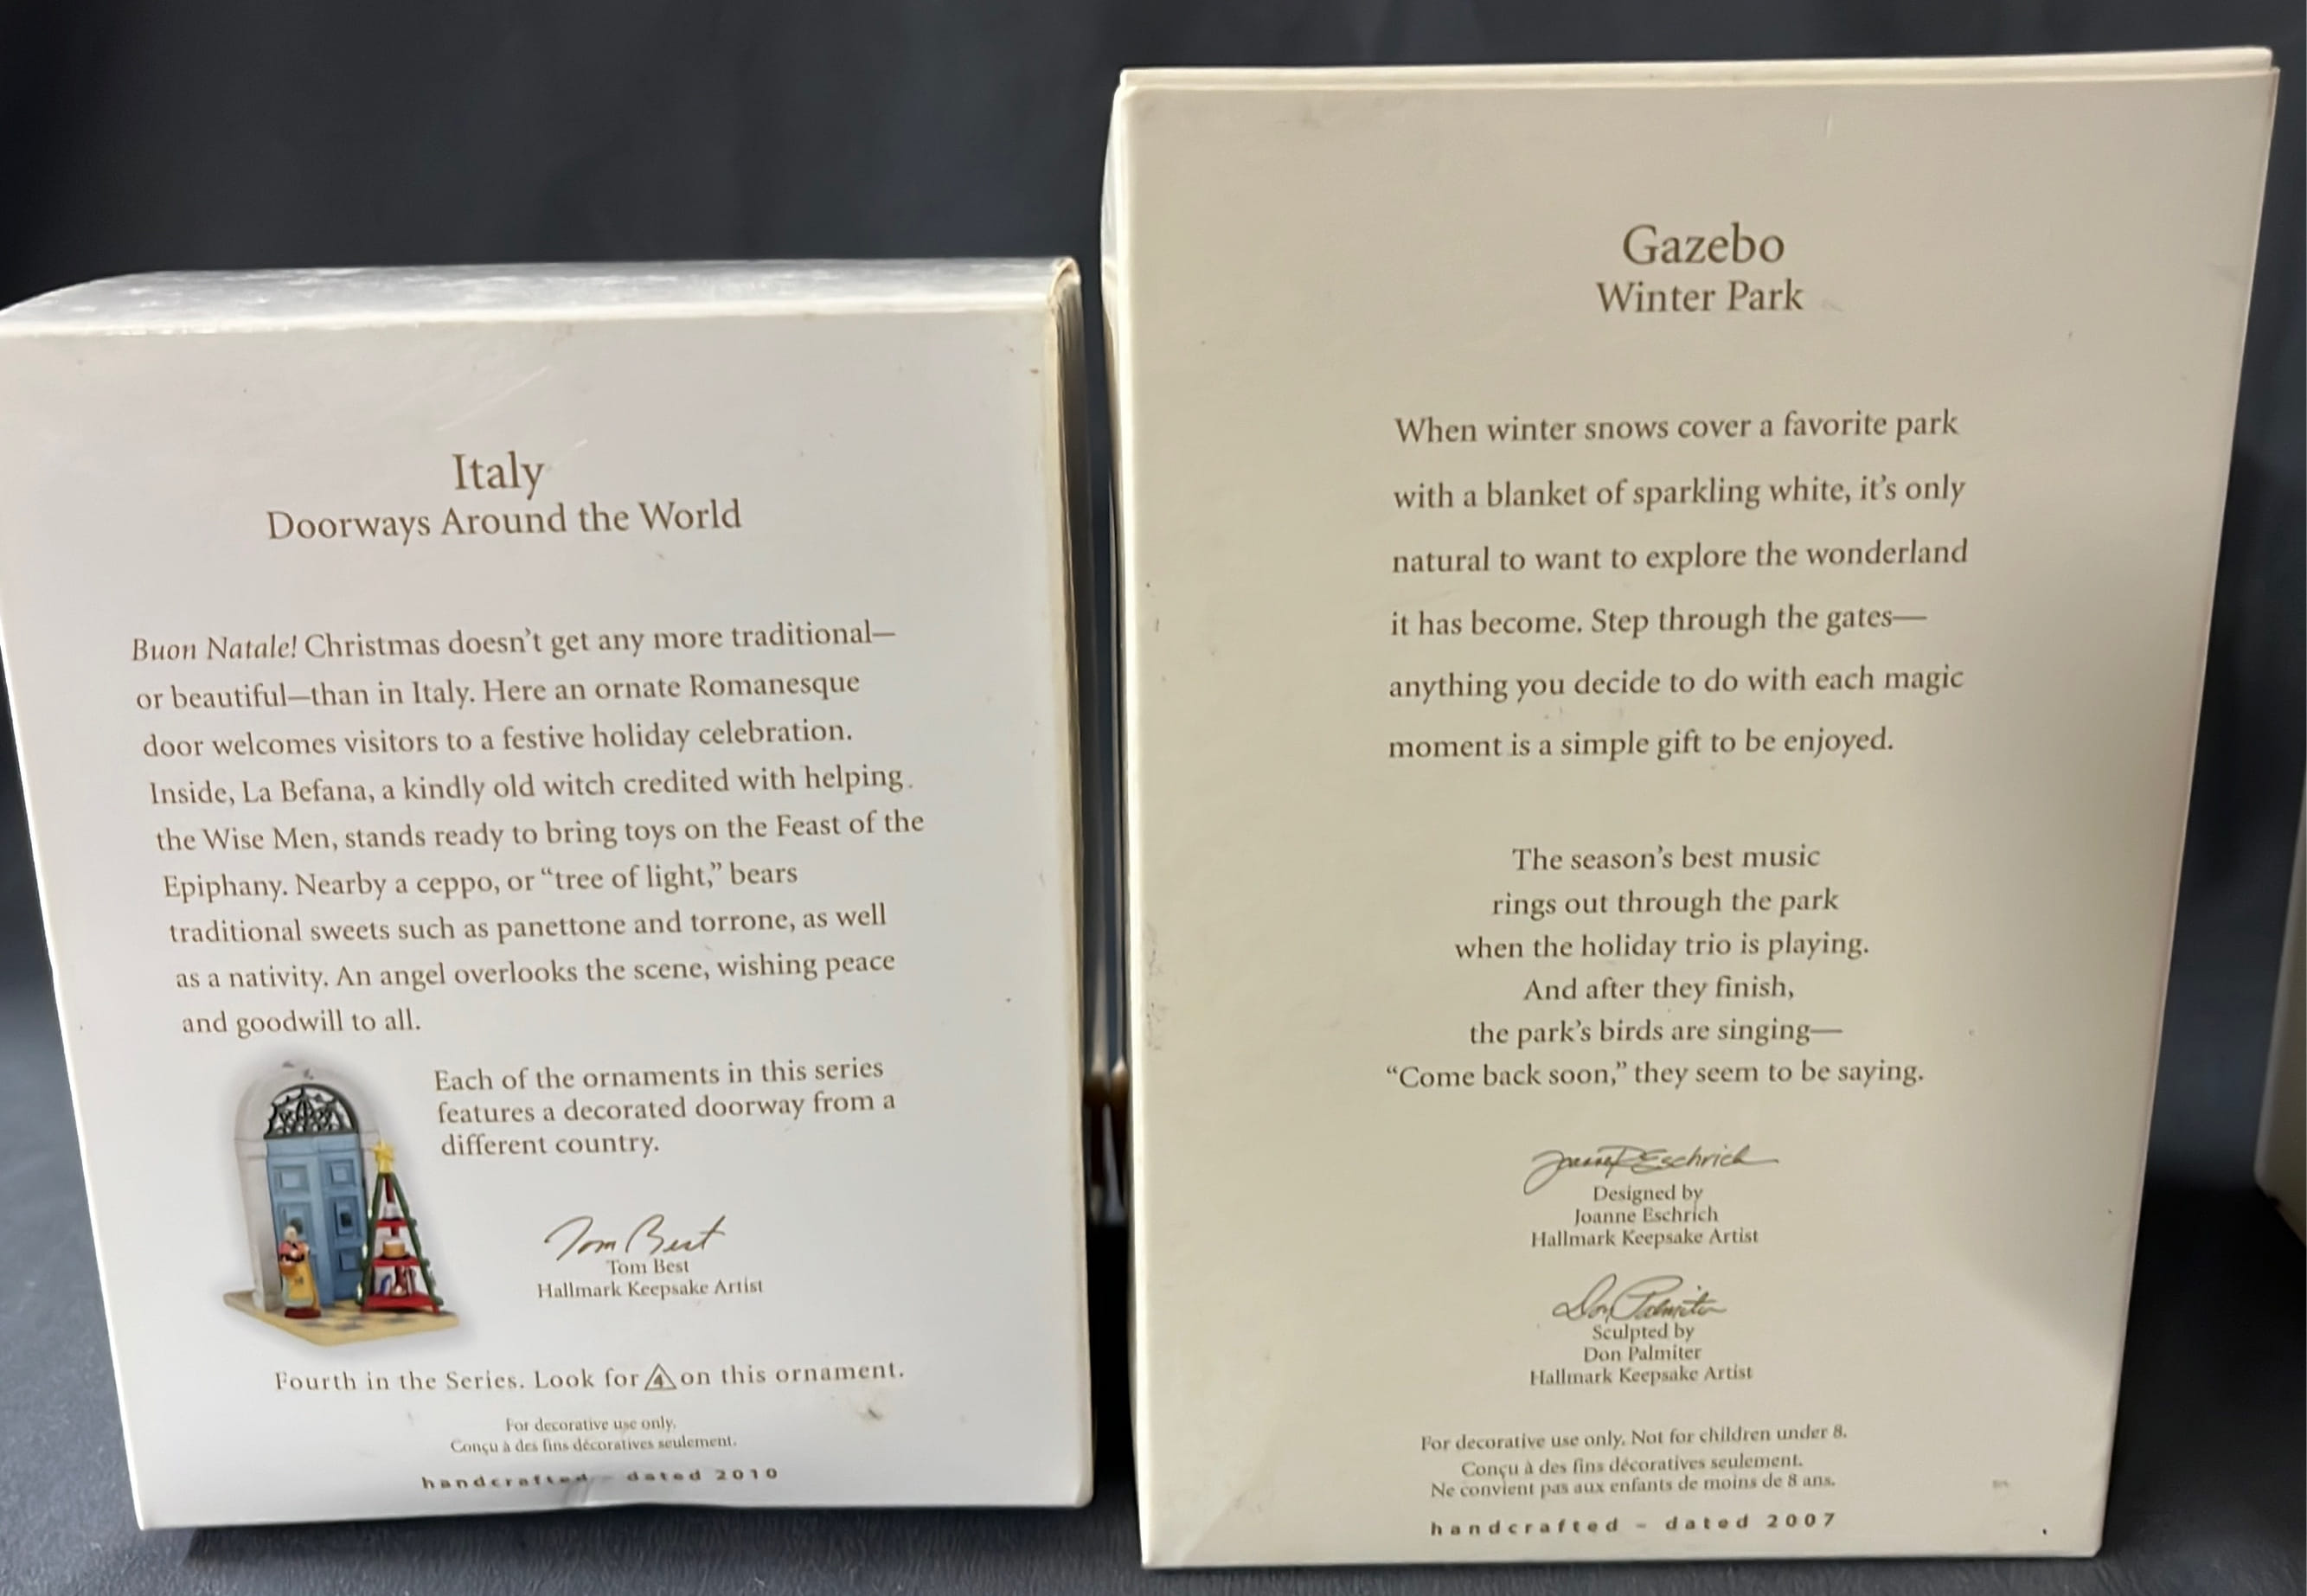 Italy
Doorways Around the World
Buon Natale! Christmas doesn't get any more traditional—
or beautiful—than in Italy. Here an ornate Romanesque
door welcomes visitors to a festive holiday celebration.
Inside, La Befana, a kindly old witch credited with helping
the Wise Men, stands ready to bring toys on the Feast of the
Epiphany. Nearby a ceppo, or "tree of light," bears
traditional sweets such as panettone and torrone, as well
as a nativity. An angel overlooks the scene, wishing peace
and goodwill to all.
Each of the ornaments in this series
features a decorated doorway from a
different country.
Tom Best
Tom Best
Hallmark Keepsake Artist
Fourth in the Series. Look for 4 on this ornament.
For decorative use only.
Conçu à des fins décoratives seulement.
handcrafted – dated 2010
Gazebo
Winter Park
When winter snows cover a favorite park
with a blanket of sparkling white, it's only
natural to want to explore the wonderland
it has become. Step through the gates—
anything you decide to do with each magic
moment is a simple gift to be enjoyed.
The season's best music
rings out through the park
when the holiday trio is playing.
And after they finish,
the park's birds are singing—
"Come back soon," they seem to be saying.
Joanne Eschrich
Designed by
Joanne Eschrich
Hallmark Keepsake Artist
Don Palmiter
Sculpted by
Don Palmiter
Hallmark Keepsake Artist
For decorative use only. Not for children under 8.
Conçu à des fins décoratives seulement.
Ne convient pas aux enfants de moins de 8 ans.
handcrafted – dated 2007